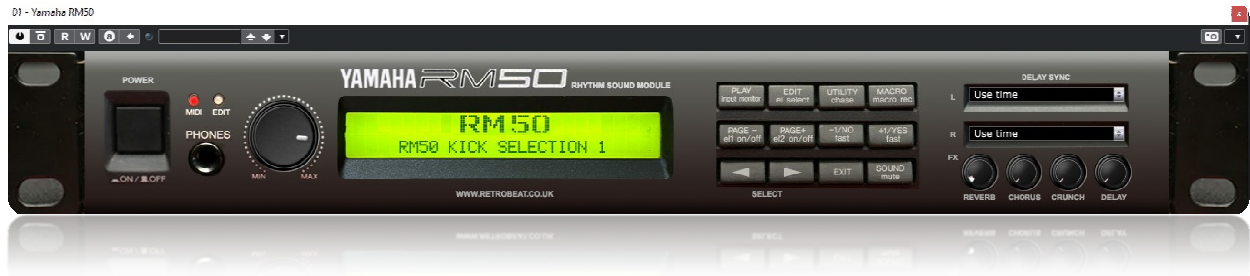 01 - Yamaha RM50
x
R W
POWER
MIDI EDIT
PHONES
ON / OFF
MIN MAX
YAMAHA RM50 RHYTHM SOUND MODULE
RM50
RM50 KICK SELECTION 1
WWW.RETROBEAT.CO.UK
PLAY EDIT UTILITY MACRO
input monitor el select chase macro rec
PAGE - PAGE+ -1/NO +1/YES
el1 on/off el2 on/off fast fast
EXIT SOUND
mute
SELECT
DELAY SYNC
L Use time
R Use time
FX
REVERB CHORUS CRUNCH DELAY